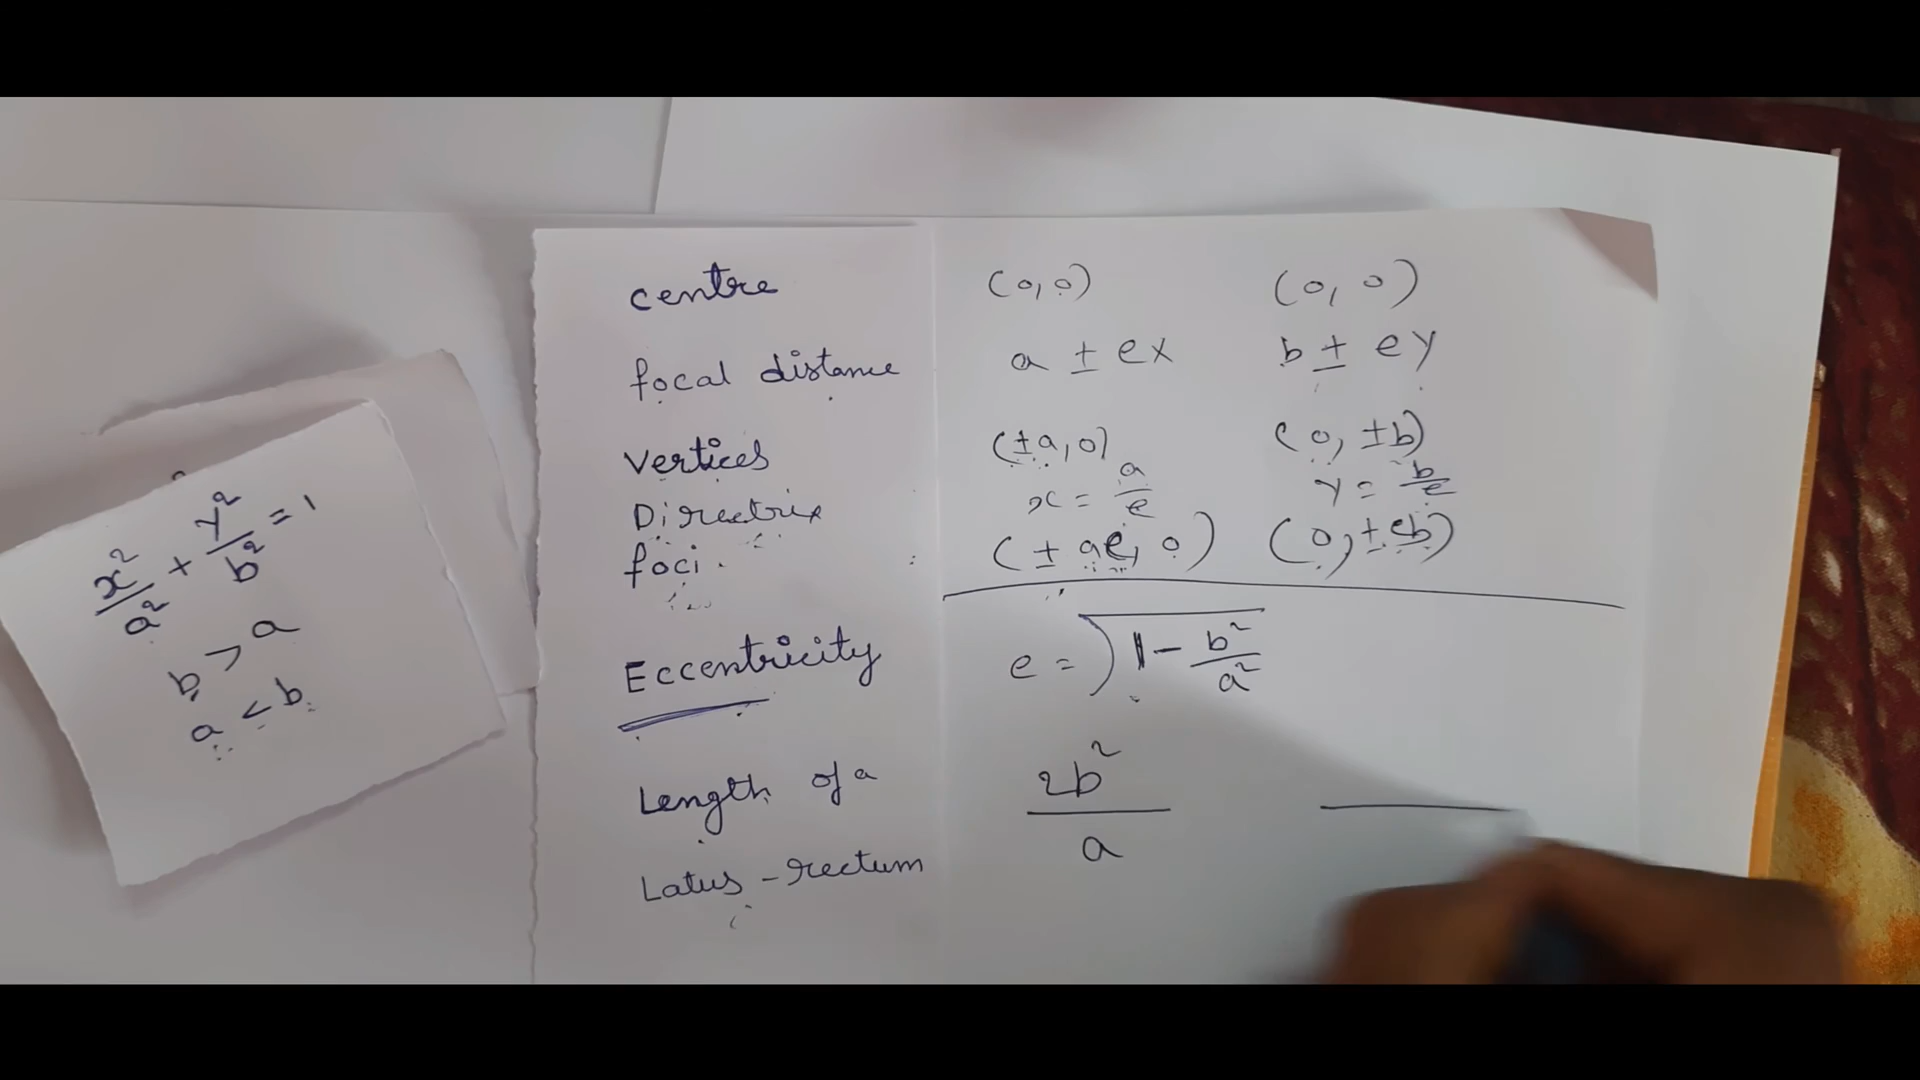 x²/a² + y²/b² = 1
b > a
a < b
centre (0,0) (0,0)
focal distance a ± ex b ± ey
Vertices (±a,0) (0,±b)
Directrix x = a/e y = b/e
foci. : (± ae, 0) (0,±eb)
Eccentricity e = √(1 - b²/a²)
Length of a 2b²/a
Latus-rectum